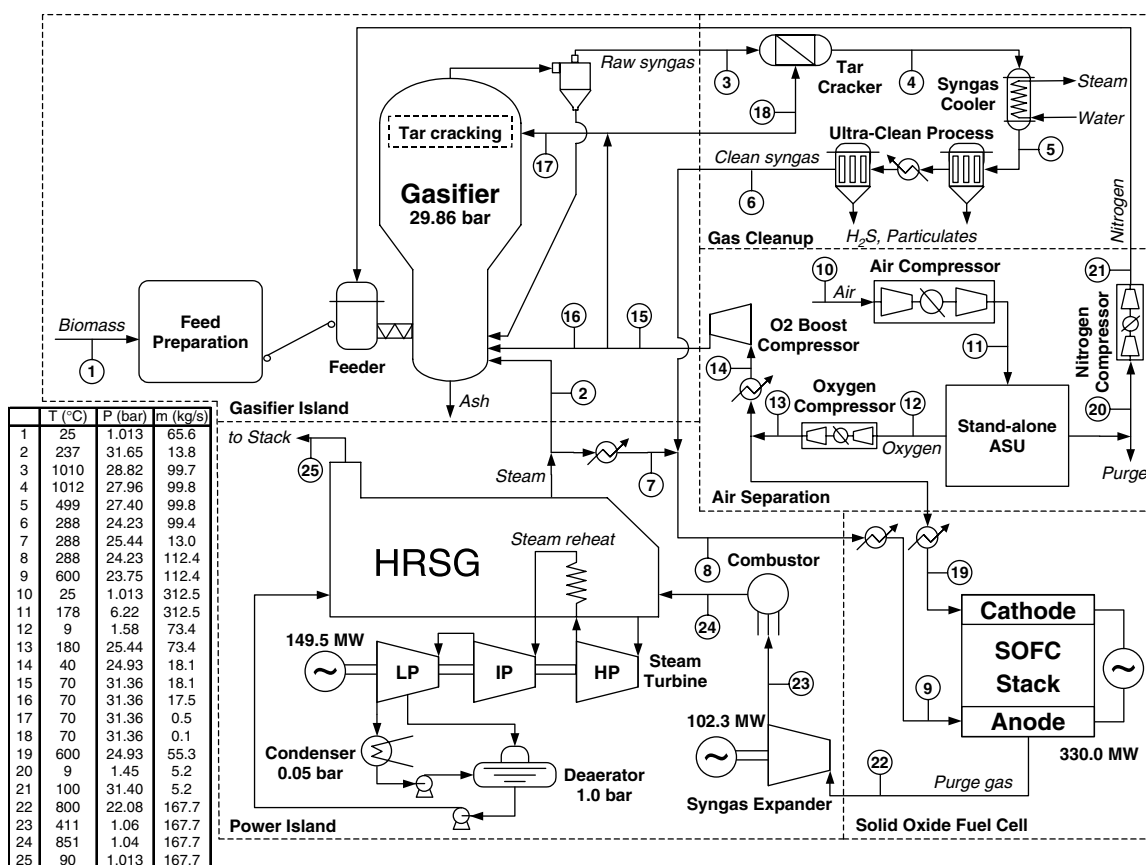 Raw syngas
3
Tar
Cracker
4
Syngas
Cooler
Steam
Water
18
Tar cracking
17
Ultra-Clean Process
5
Clean syngas
6
Gasifier
29.86 bar
H2S, Particulates
Gas Cleanup
Nitrogen
10
Air
Air Compressor
21
Biomass
1
Feed
Preparation
Feeder
16
15
O2 Boost
Compressor
11
Nitrogen
Compressor
14
2
Ash
Gasifier Island
13
Oxygen
Compressor
12
Oxygen
Stand-alone
ASU
20
Purge
Air Separation
to Stack
25
Steam
7
HRSG
Steam reheat
8
Combustor
19
24
Cathode
SOFC
Stack
Anode
9
330.0 MW
149.5 MW
LP
IP
HP
Steam
Turbine
23
102.3 MW
Condenser
0.05 bar
Deaerator
1.0 bar
Syngas Expander
22
Purge gas
Power Island
Solid Oxide Fuel Cell
T (°C) P (bar) m (kg/s)
1 25 1.013 65.6
2 237 31.65 13.8
3 1010 28.82 99.7
4 1012 27.96 99.8
5 499 27.40 99.8
6 288 24.23 99.4
7 288 25.44 13.0
8 288 24.23 112.4
9 600 23.75 112.4
10 25 1.013 312.5
11 178 6.22 312.5
12 9 1.58 73.4
13 180 25.44 73.4
14 40 24.93 18.1
15 70 31.36 18.1
16 70 31.36 17.5
17 70 31.36 0.5
18 70 31.36 0.1
19 600 24.93 55.3
20 9 1.45 5.2
21 100 31.40 5.2
22 800 22.08 167.7
23 411 1.06 167.7
24 851 1.04 167.7
25 90 1.013 167.7